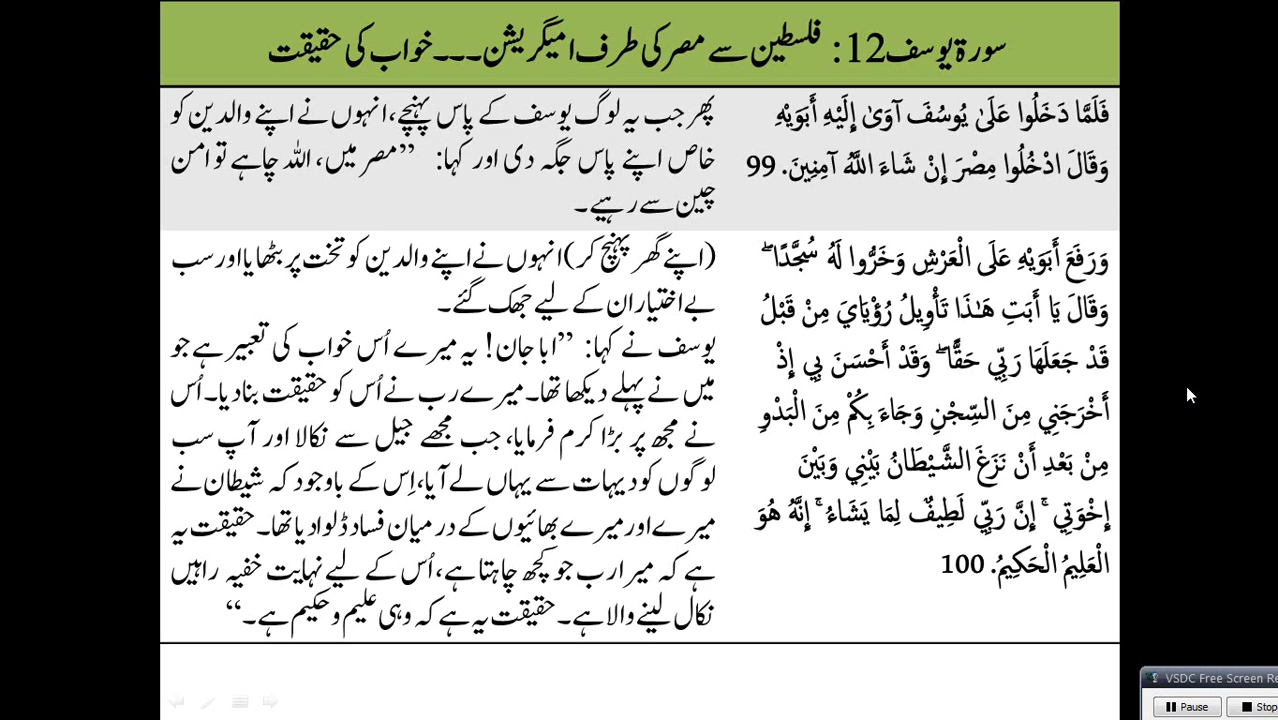 سورۃ یوسف 12: فلسطین سے مصر کی طرف امیگریشن۔۔۔ خواب کی حقیقت
فَلَمَّا دَخَلُوا عَلَىٰ يُوسُفَ آوَىٰ إِلَيْهِ أَبَوَيْهِ
وَقَالَ ادْخُلُوا مِصْرَ إِنْ شَاءَ اللَّهُ آمِنِينَ. 99
پھر جب یہ لوگ یوسف کے پاس پہنچے، انہوں نے اپنے والدین کو
خاص اپنے پاس جگہ دی اور کہا: ”مصر میں، اللہ چاہے تو امن
چین سے رہیے۔
وَرَفَعَ أَبَوَيْهِ عَلَى الْعَرْشِ وَخَرُّوا لَهُ سُجَّدًا ۖ
وَقَالَ يَا أَبَتِ هَـٰذَا تَأْوِيلُ رُؤْيَايَ مِنْ قَبْلُ
قَدْ جَعَلَهَا رَبِّي حَقًّا ۖ وَقَدْ أَحْسَنَ بِي إِذْ
أَخْرَجَنِي مِنَ السِّجْنِ وَجَاءَ بِكُمْ مِنَ الْبَدْوِ
مِنْ بَعْدِ أَنْ نَزَغَ الشَّيْطَانُ بَيْنِي وَبَيْنَ
إِخْوَتِي ۚ إِنَّ رَبِّي لَطِيفٌ لِمَا يَشَاءُ ۚ إِنَّهُ هُوَ
الْعَلِيمُ الْحَكِيمُ. 100
(اپنے گھر پہنچ کر) انہوں نے اپنے والدین کو تخت پر بٹھایا اور سب
بے اختیار ان کے لیے جھک گئے۔
یوسف نے کہا: ”ابا جان! یہ میرے اُس خواب کی تعبیر ہے جو
میں نے پہلے دیکھا تھا۔ میرے رب نے اُس کو حقیقت بنا دیا۔ اُس
نے مجھ پر بڑا کرم فرمایا، جب مجھے جیل سے نکالا اور آپ سب
لوگوں کو دیہات سے یہاں لے آیا، اِس کے باوجود کہ شیطان نے
میرے اور میرے بھائیوں کے درمیان فساد ڈلوا دیا تھا۔ حقیقت یہ
ہے کہ میرا رب جو کچھ چاہتا ہے، اُس کے لیے نہایت خفیہ راہیں
نکال لینے والا ہے۔ حقیقت یہ ہے کہ وہی علیم و حکیم ہے۔“
VSDC Free Screen Re
Pause Stop